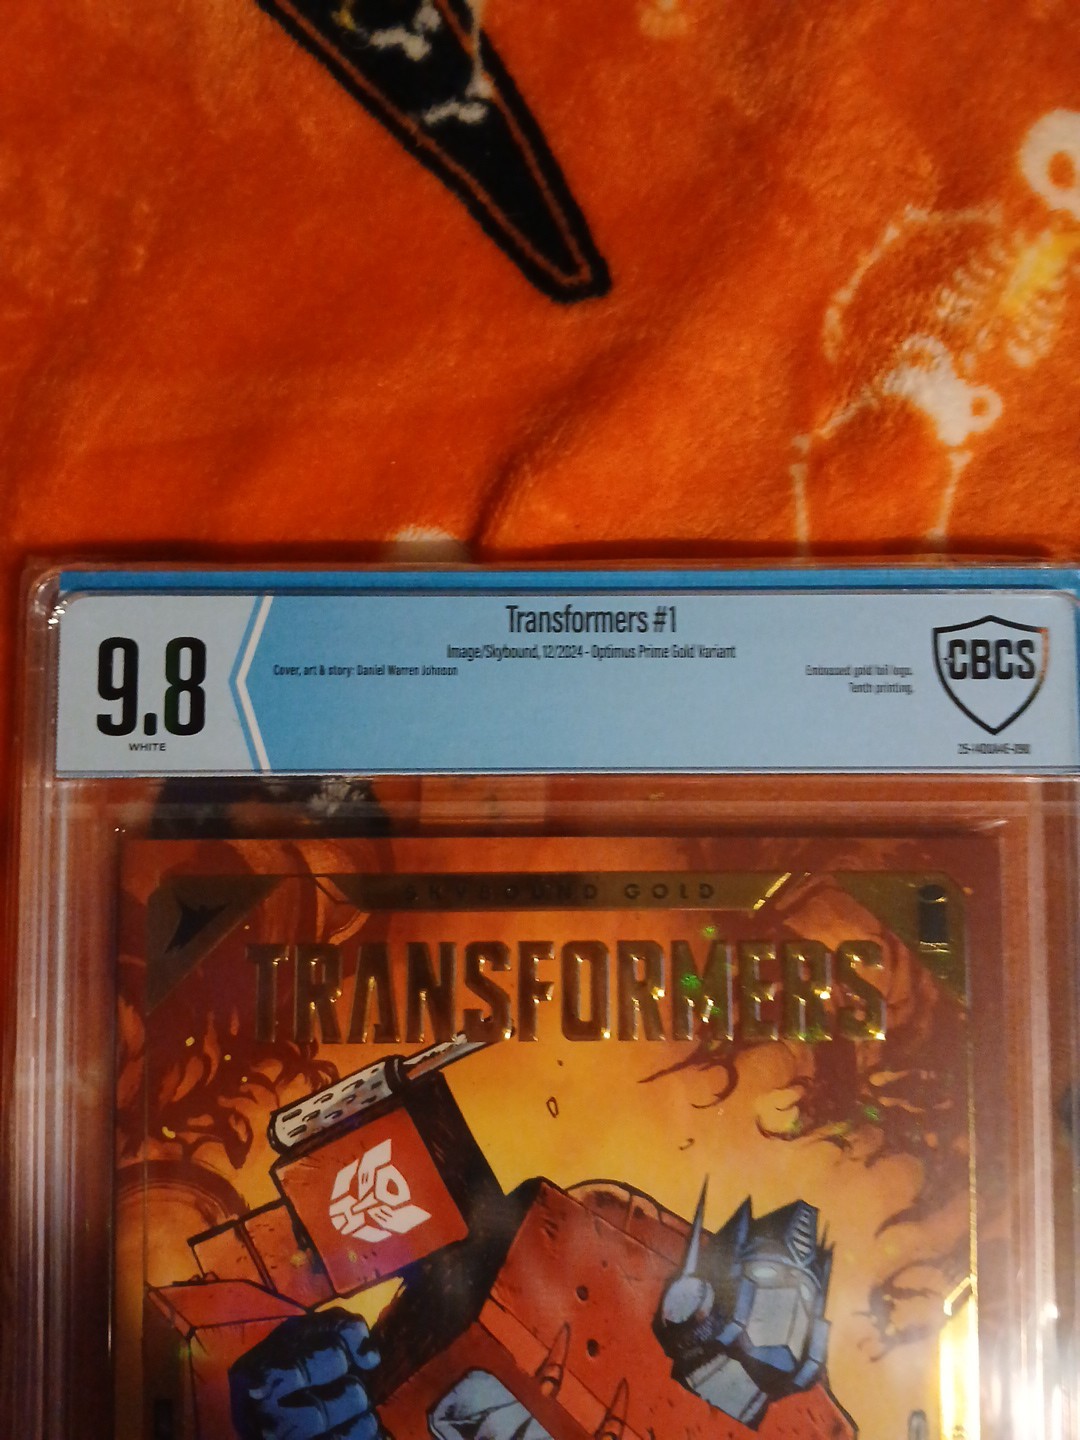 Transformers #1
Image/Skybound, 12/2024 - Optimus Prime Gold Variant
Cover, art & story: Daniel Warren Johnson
Embossed gold foil logo.
Tenth printing.
9.8
WHITE
CBCS
SKYBOUND GOLD
TRANSFORMERS